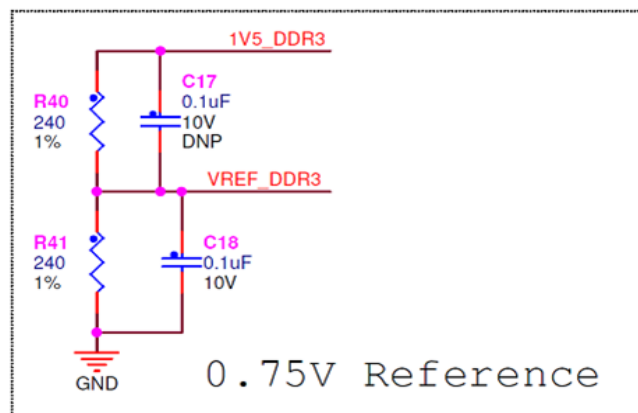 1V5_DDR3
C17
R40
0.1uF
240
10V
1%
DNP
VREF_DDR3
R41
C18
240
0.1uF
1%
10V
GND
0.75V Reference